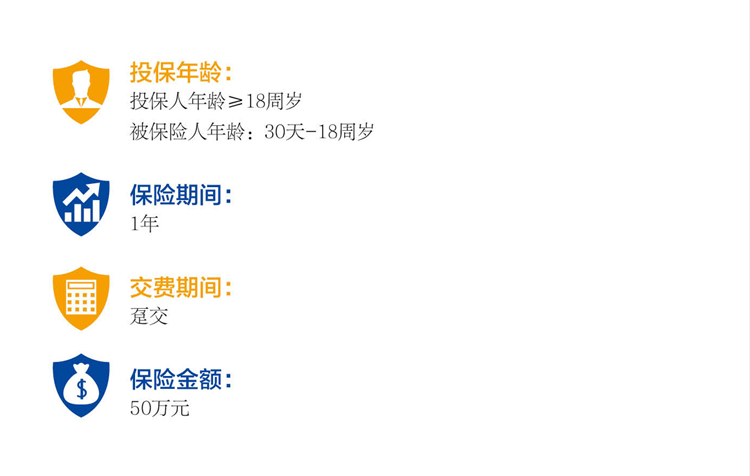 投保年龄：
投保人年龄≥18周岁
被保险人年龄：30天-18周岁
保险期间：
1年
交费期间：
趸交
保险金额：
$
50万元